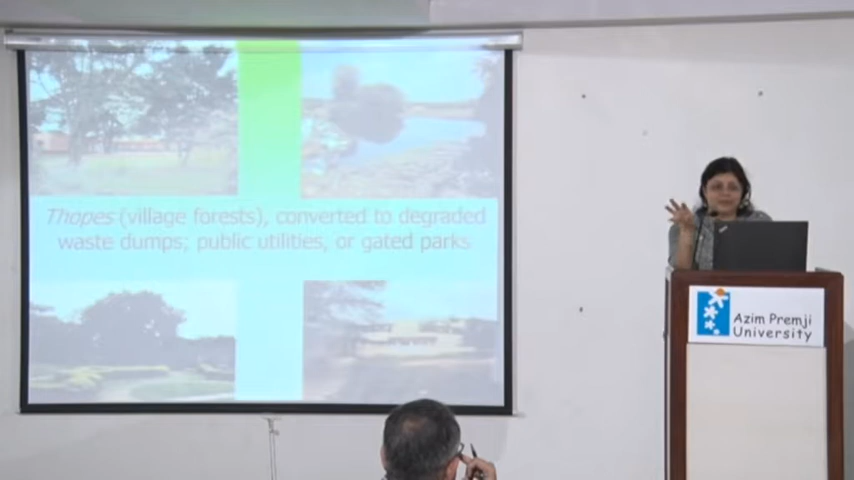 Thopes (village forests), converted to degraded
waste dumps; public utilities, or gated parks
Azim Premji
University